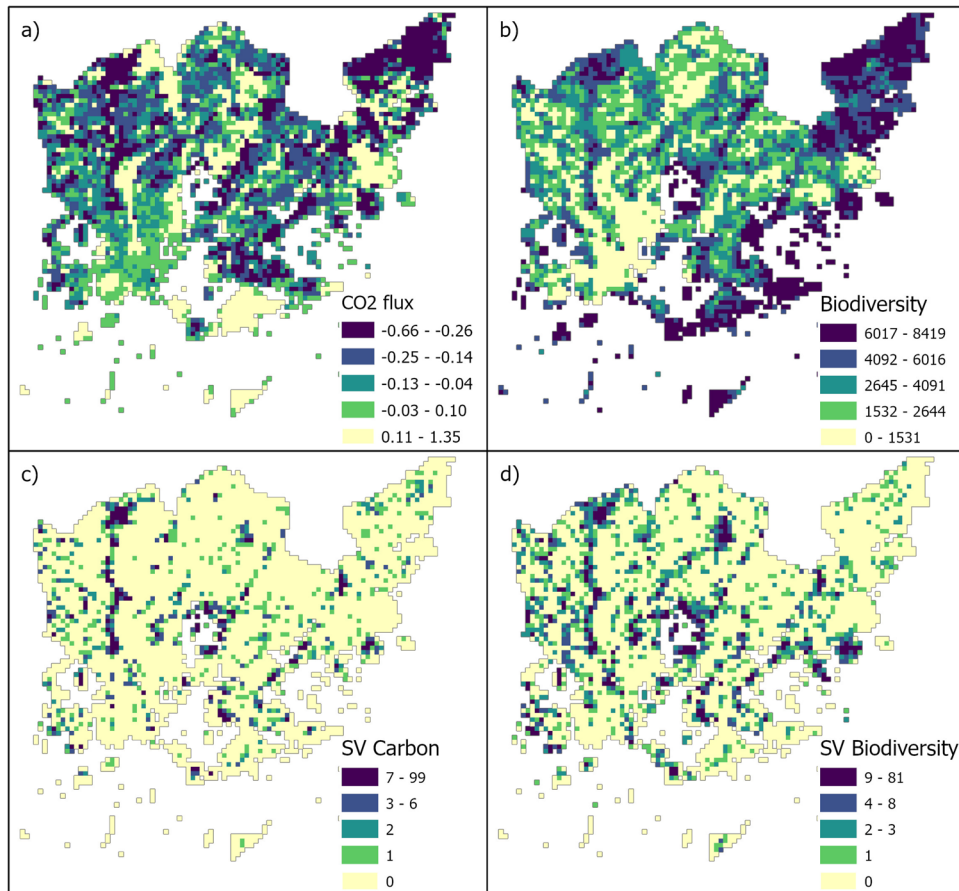 a)
CO2 flux
-0.66 - -0.26
-0.25 - -0.14
-0.13 - -0.04
-0.03 - 0.10
0.11 - 1.35
b)
Biodiversity
6017 - 8419
4092 - 6016
2645 - 4091
1532 - 2644
0 - 1531
c)
SV Carbon
7 - 99
3 - 6
2
1
0
d)
SV Biodiversity
9 - 81
4 - 8
2 - 3
1
0